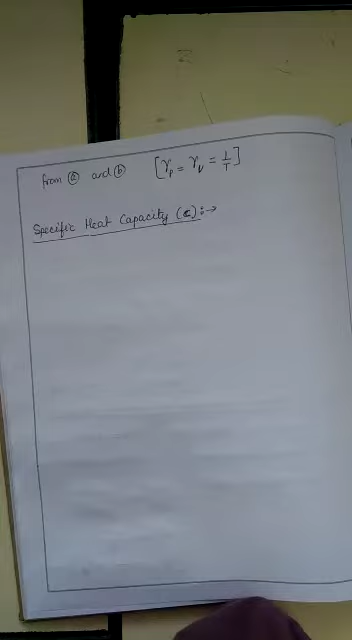 from ⓐ and ⓑ [γₚ = γᵥ = 1/T]
Specific Heat Capacity (c) :→